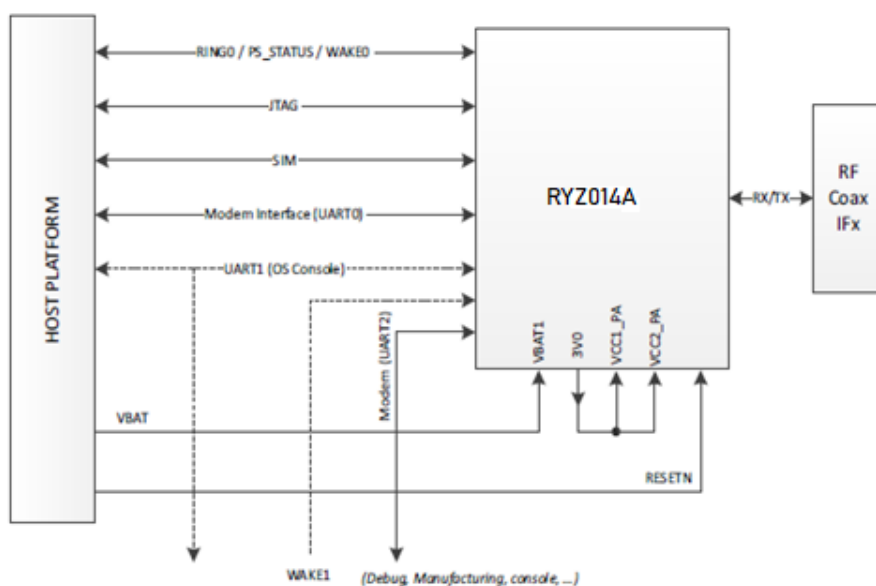 RING0 / PS_STATUS / WAKE0
JTAG
SIM
Modem Interface (UART0)
UART1 (OS Console)
HOST PLATFORM
RYZ014A
RX/TX
RF
Coax
IFx
VBAT1
3V0
VCC1_PA
VCC2_PA
Modem (UART2)
VBAT
RESETN
WAKE1
(Debug, Manufacturing, console, ...)